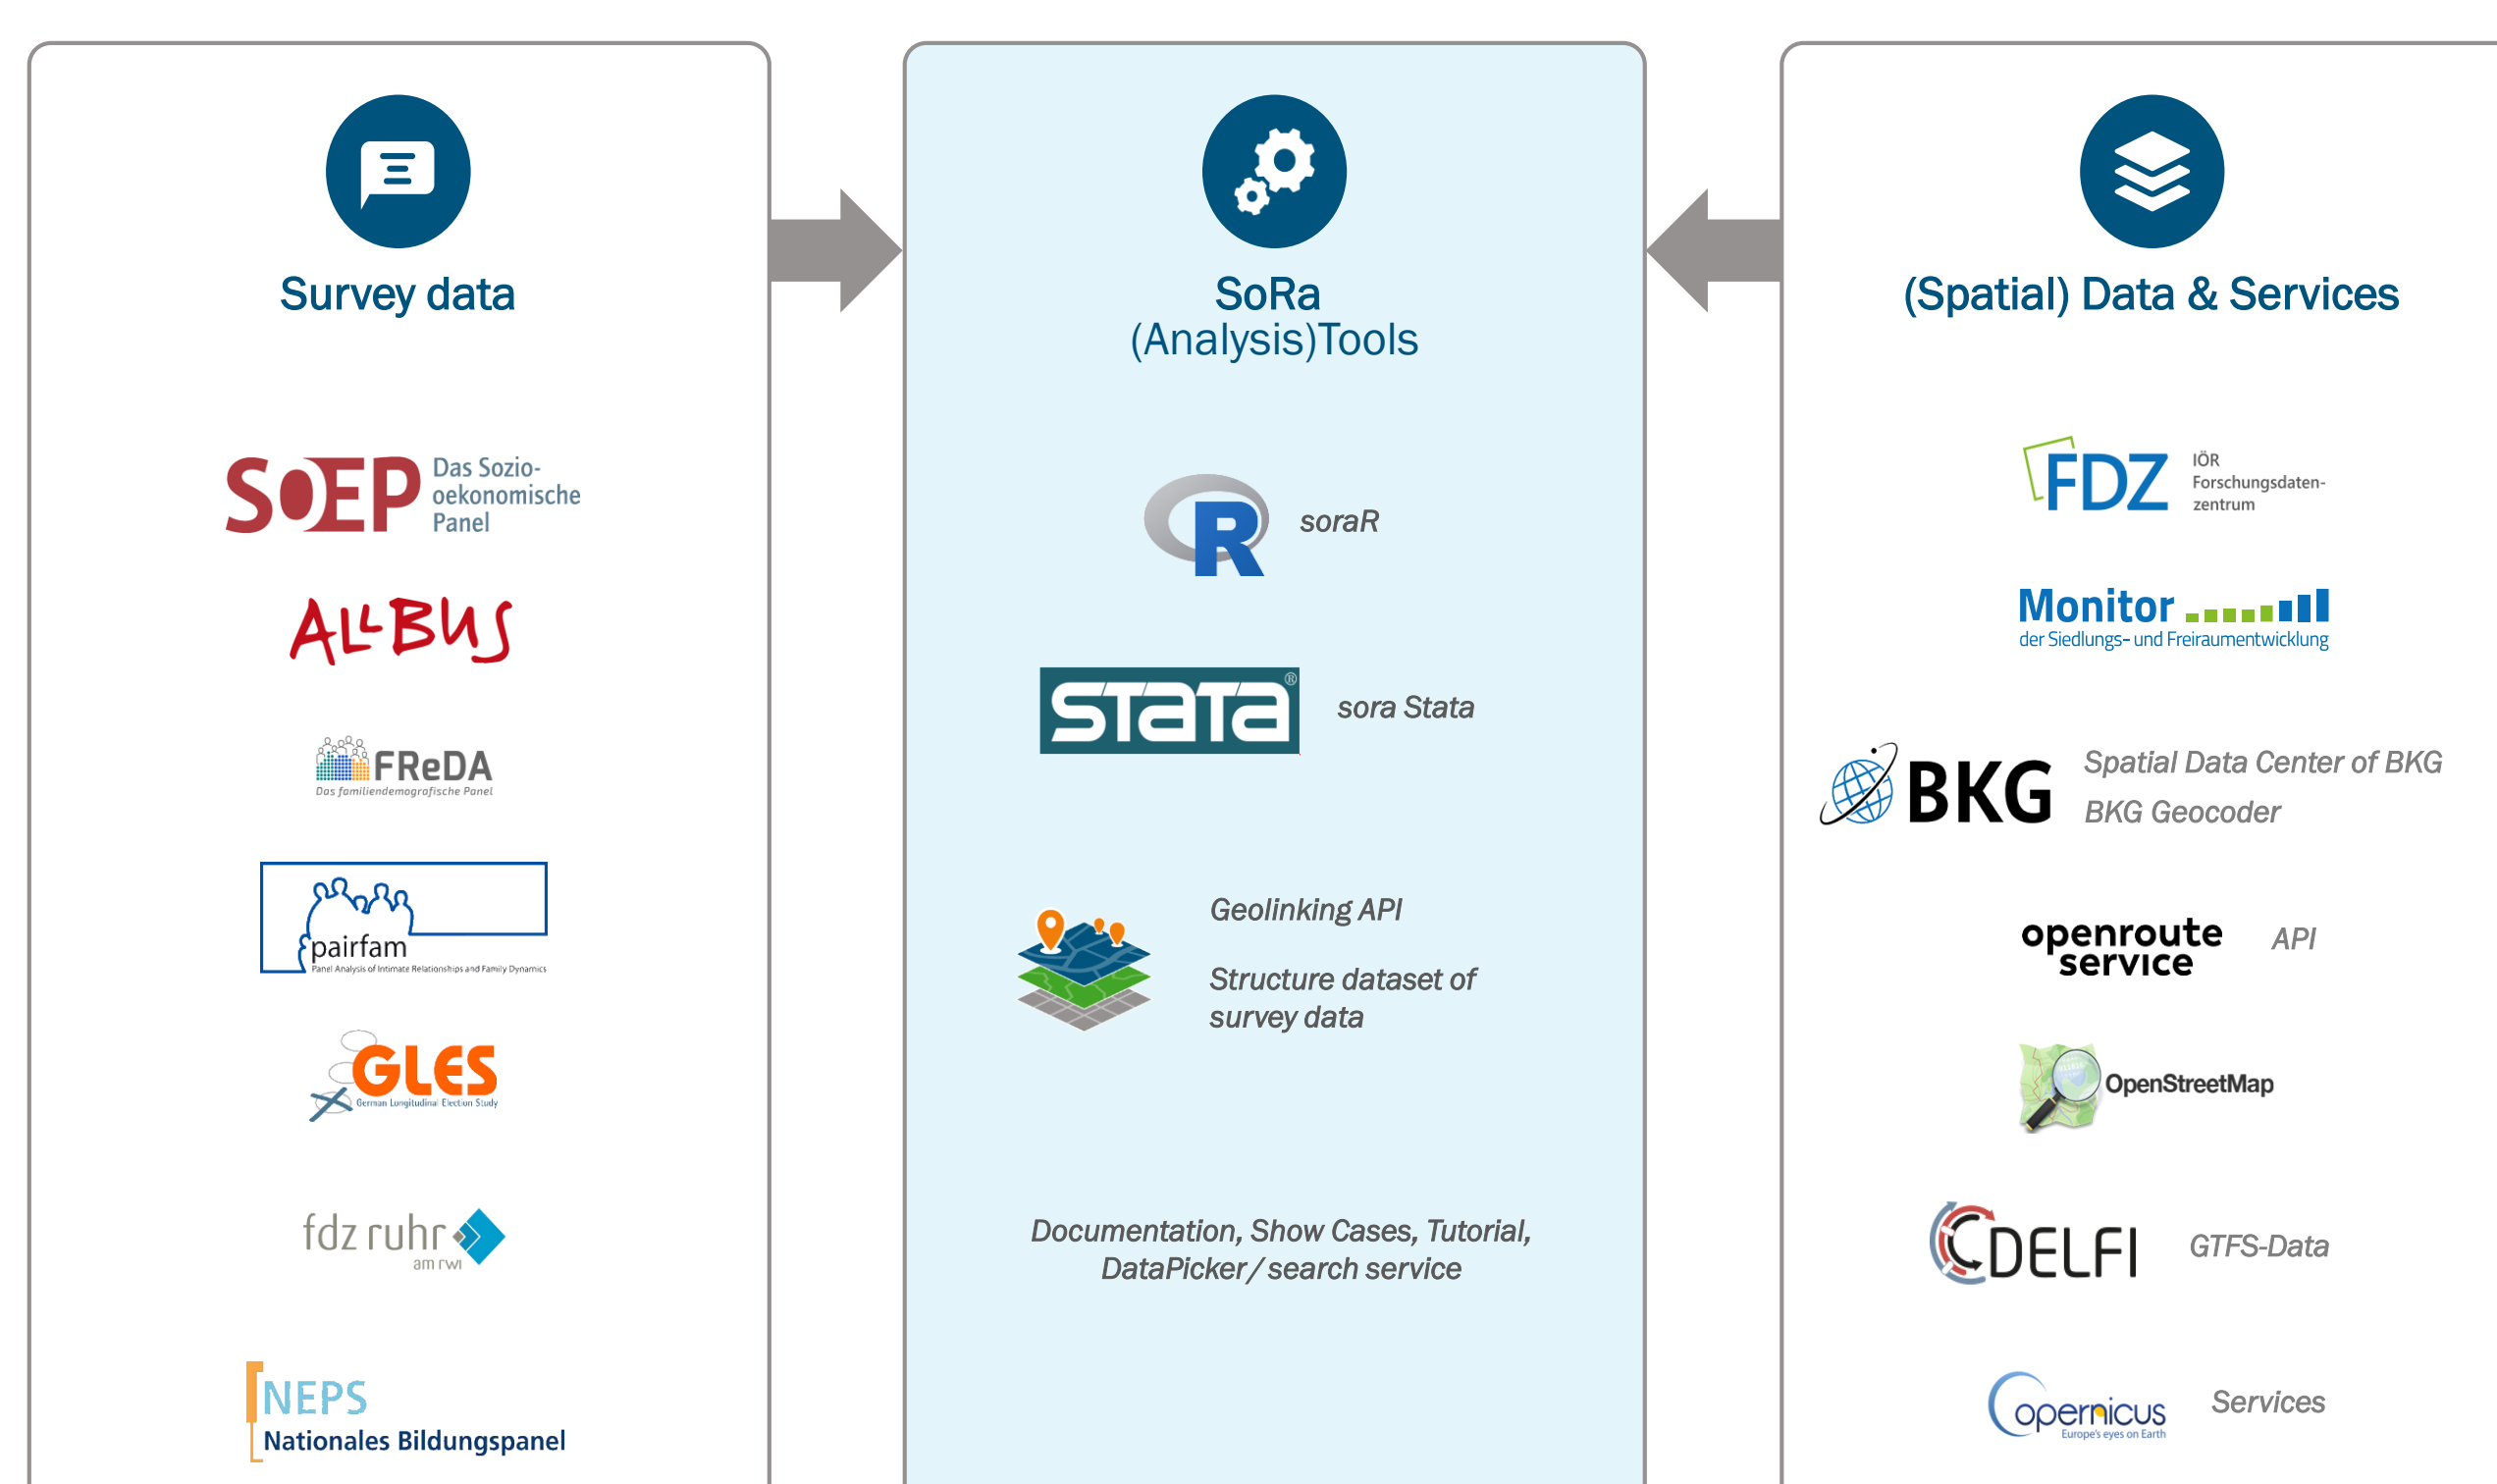 Survey data
SOEP
Das Sozio-
oekonomische
Panel
ALLBUS
FReDA
Das familiendemografische Panel
pairfam
Panel Analysis of Intimate Relationships and Family Dynamics
GLES
German Longitudinal Election Study
fdz ruhr
am rwi
NEPS
Nationales Bildungspanel
SoRa
(Analysis)Tools
R
soraR
STATA®
sora Stata
Geolinking API
Structure dataset of
survey data
Documentation, Show Cases, Tutorial,
DataPicker/ search service
(Spatial) Data & Services
FDZ
IÖR
Forschungsdaten-
zentrum
Monitor
der Siedlungs- und Freiraumentwicklung
BKG
Spatial Data Center of BKG
BKG Geocoder
openroute
service
API
OpenStreetMap
DELFI
GTFS-Data
Copernicus
Europe's eyes on Earth
Services